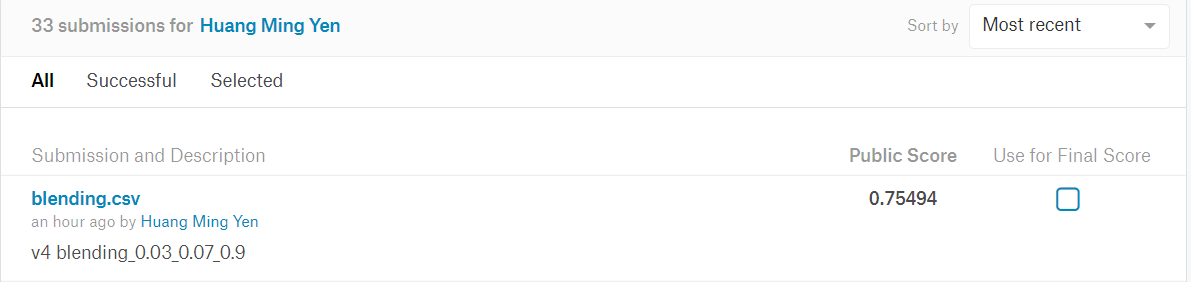 33 submissions for Huang Ming Yen
Sort by Most recent
All Successful Selected
Submission and Description Public Score Use for Final Score
blending.csv 0.75494
an hour ago by Huang Ming Yen
v4 blending_0.03_0.07_0.9